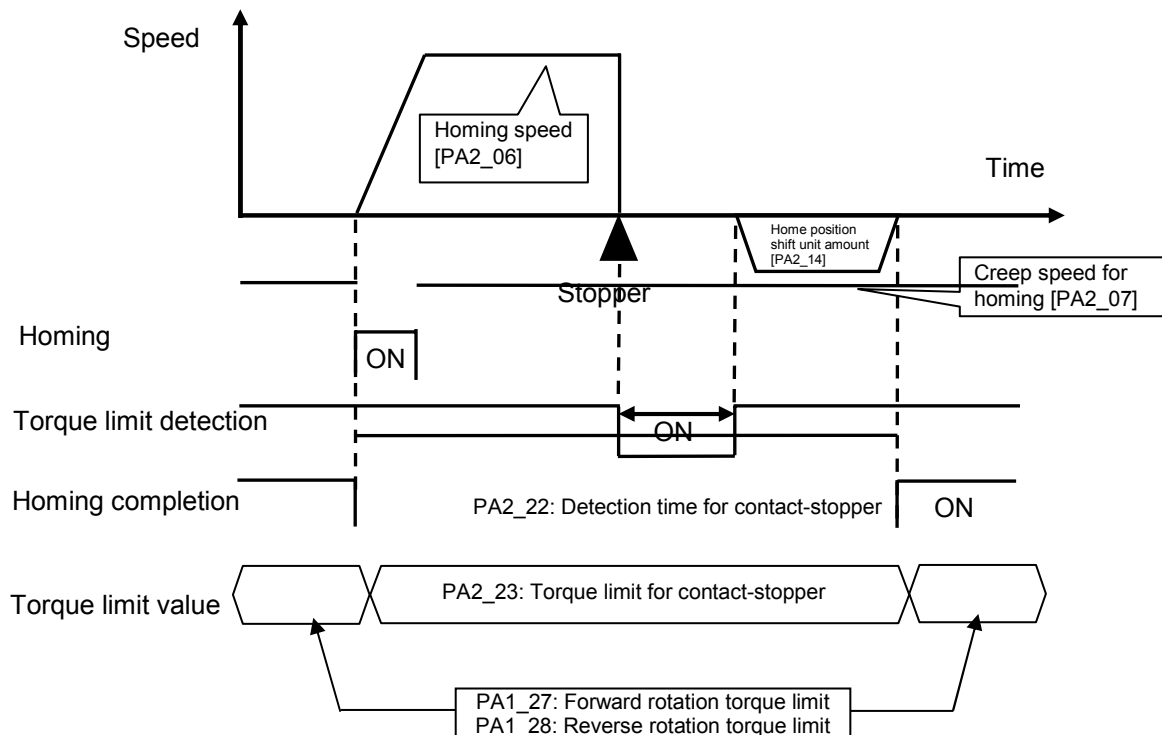 Speed
Homing speed
[PA2_06]
Time
Home position
shift unit amount
[PA2_14]
Creep speed for
homing [PA2_07]
Stopper
Homing
ON
Torque limit detection
ON
Homing completion
PA2_22: Detection time for contact-stopper
ON
Torque limit value
PA2_23: Torque limit for contact-stopper
PA1_27: Forward rotation torque limit
PA1_28: Reverse rotation torque limit